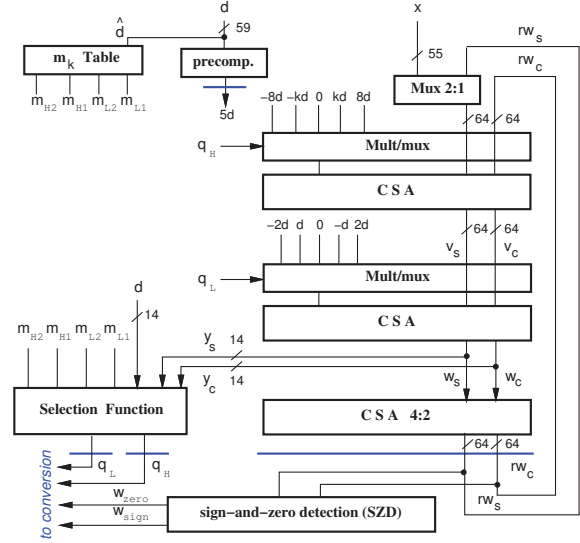 d x
d̂ 59 rw_s
55 rw_c
m_k Table precomp. Mux 2:1
m_H2 m_H1 m_L2 m_L1 5d
−8d −kd 0 kd 8d 64 64
q_H Mult/mux
C S A
64 64
−2d d 0 −d 2d v_s v_c
q_L Mult/mux
d
14 C S A
m_H2 m_H1 m_L2 m_L1
y_s 14
y_c 14 w_s w_c
Selection Function C S A 4:2
64 64
q_L q_H rw_c
w_zero rw_s
w_sign sign−and−zero detection (SZD)
to conversion